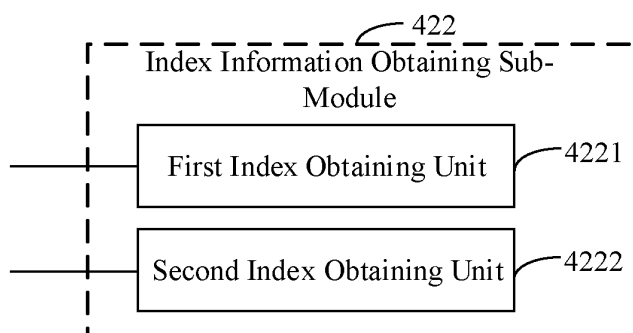 422
Index Information Obtaining Sub-
Module
First Index Obtaining Unit
4221
Second Index Obtaining Unit
4222